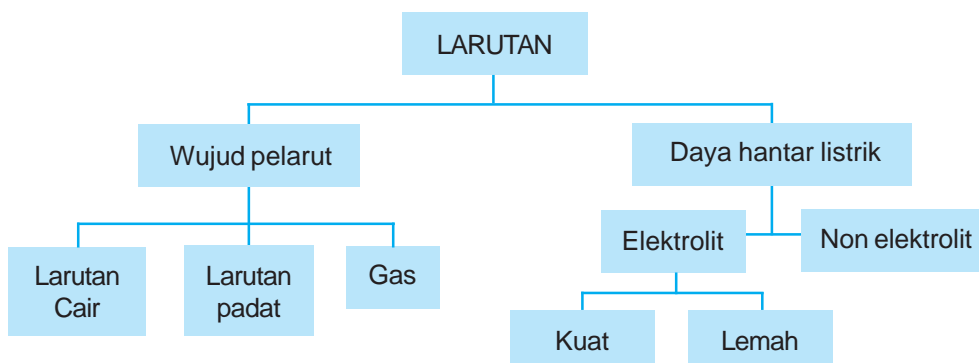 LARUTAN
Wujud pelarut
Daya hantar listrik
Larutan
Cair
Larutan
padat
Gas
Elektrolit
Non elektrolit
Kuat
Lemah